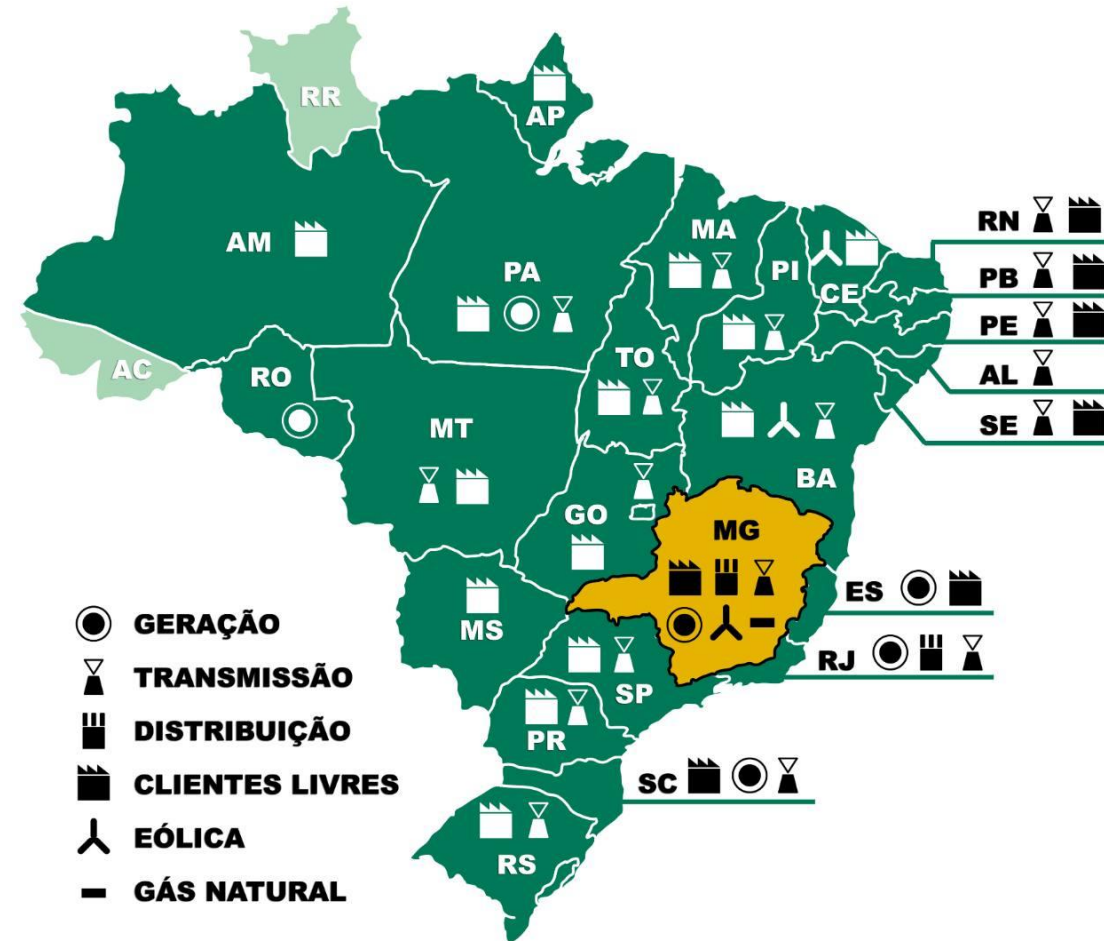 RR
AP
AM
PA
MA
PI
CE
RN
PB
PE
AL
SE
AC
RO
TO
MT
BA
GO
MG
MS
ES
RJ
SP
PR
SC
RS
GERAÇÃO
TRANSMISSÃO
DISTRIBUIÇÃO
CLIENTES LIVRES
EÓLICA
GÁS NATURAL